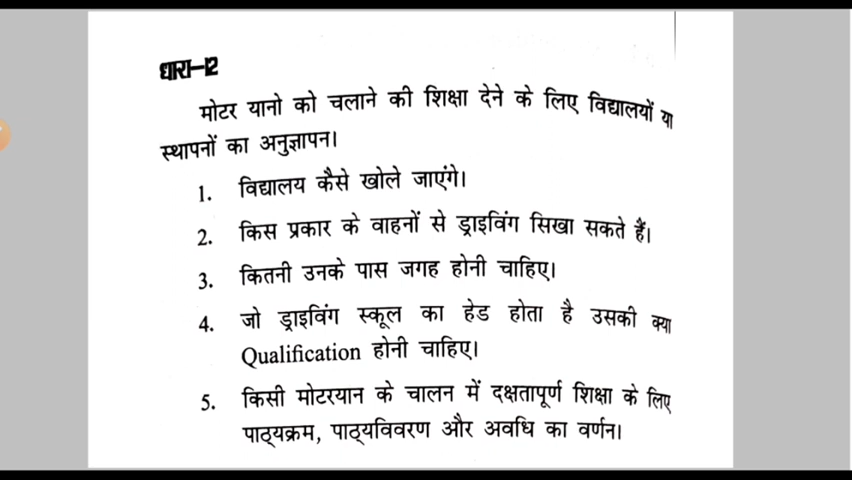 धारा-12
मोटर यानो को चलाने की शिक्षा देने के लिए विद्यालयों या
स्थापनों का अनुज्ञापन।
1. विद्यालय कैसे खोले जाएंगे।
2. किस प्रकार के वाहनों से ड्राइविंग सिखा सकते हैं।
3. कितनी उनके पास जगह होनी चाहिए।
4. जो ड्राइविंग स्कूल का हेड होता है उसकी क्या
Qualification होनी चाहिए।
5. किसी मोटरयान के चालन में दक्षतापूर्ण शिक्षा के लिए
पाठ्यक्रम, पाठ्यविवरण और अवधि का वर्णन।